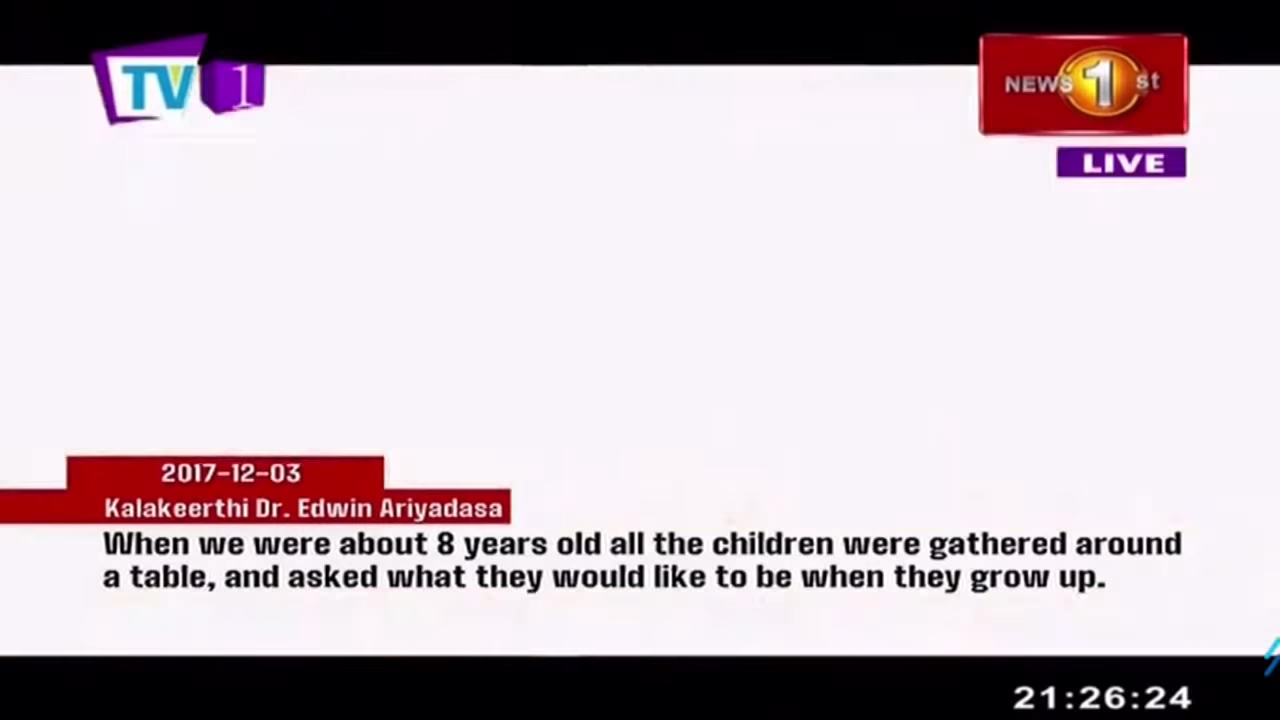 TV 1
NEWS 1st
LIVE
2017-12-03
Kalakeerthi Dr. Edwin Ariyadasa
When we were about 8 years old all the children were gathered around
a table, and asked what they would like to be when they grow up.
21:26:24